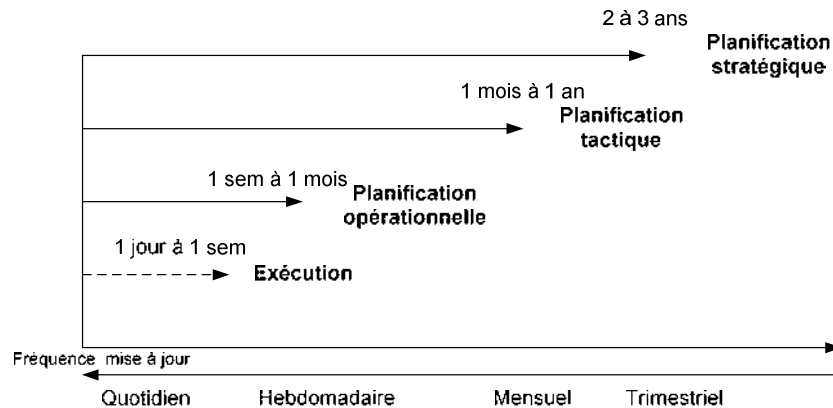 2 à 3 ans
Planification
stratégique
1 mois à 1 an
Planification
tactique
1 sem à 1 mois
Planification
opérationnelle
1 jour à 1 sem
Exécution
Fréquence mise à jour
Quotidien Hebdomadaire Mensuel Trimestriel